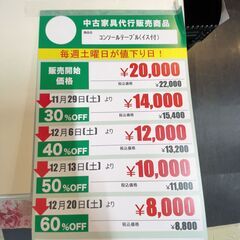 中古家具代行販売商品
商品名
コンソールテーブル(イス付)
毎週土曜日が値下り日!
販売開始
価格
¥20,000
税込価格
¥22,000
11月29日(土)より
30%OFF
¥14,000
税込価格
¥15,400
12月6日(土)より
40%OFF
¥12,000
税込価格
¥13,200
12月13日(土)より
50%OFF
¥10,000
税込価格
¥11,000
12月20日(土)より
60%OFF
¥8,000
税込価格
¥8,800